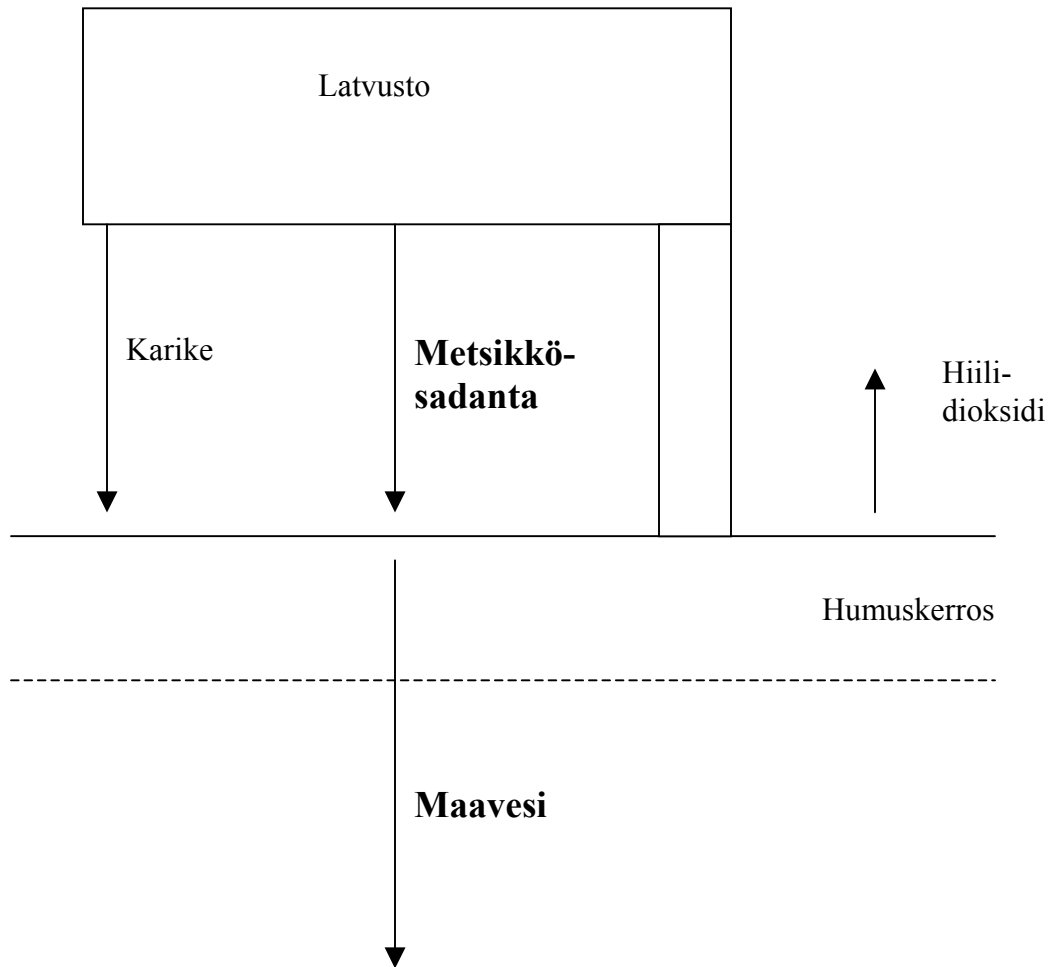 Latvusto
Karike
Metsikkö-
sadanta
Hiili-
dioksidi
Humuskerros
Maavesi